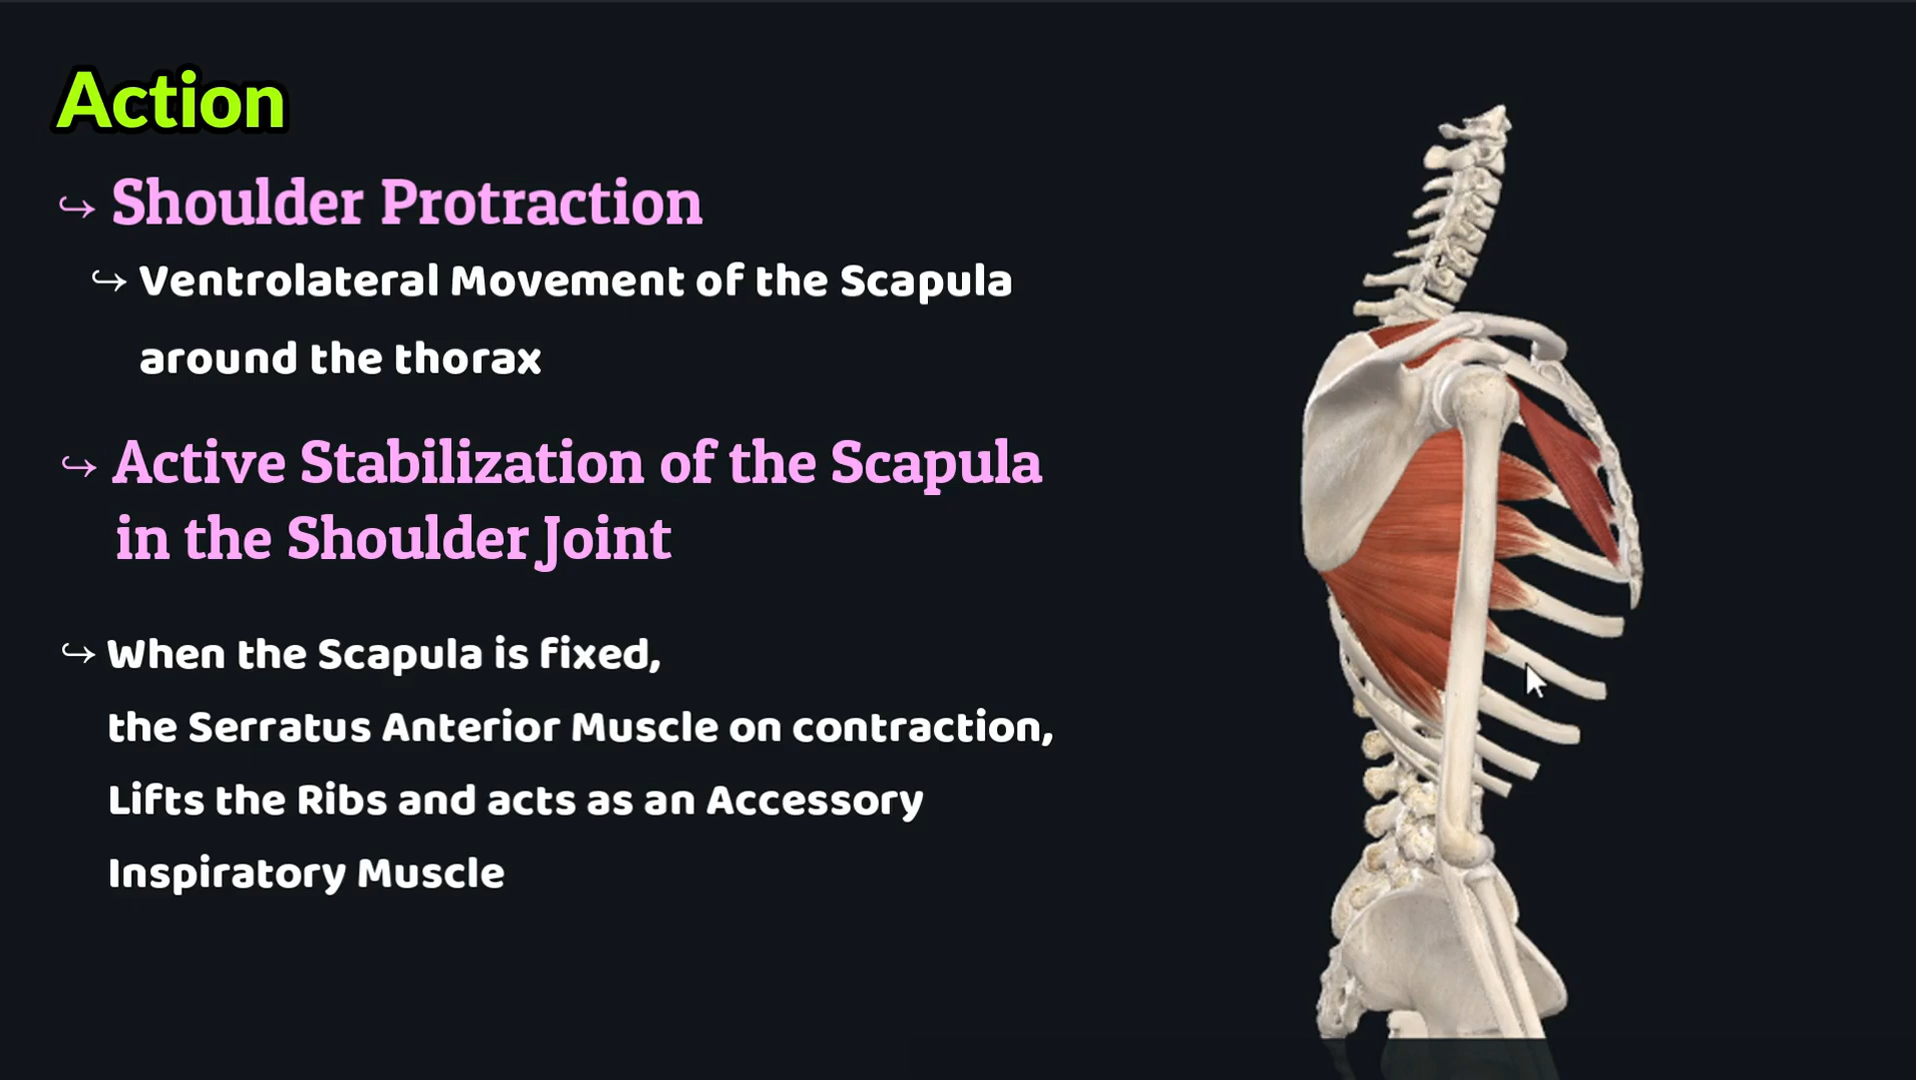 Action
↪ Shoulder Protraction
↪ Ventrolateral Movement of the Scapula
around the thorax
↪ Active Stabilization of the Scapula
in the Shoulder Joint
↪ When the Scapula is fixed,
the Serratus Anterior Muscle on contraction,
Lifts the Ribs and acts as an Accessory
Inspiratory Muscle